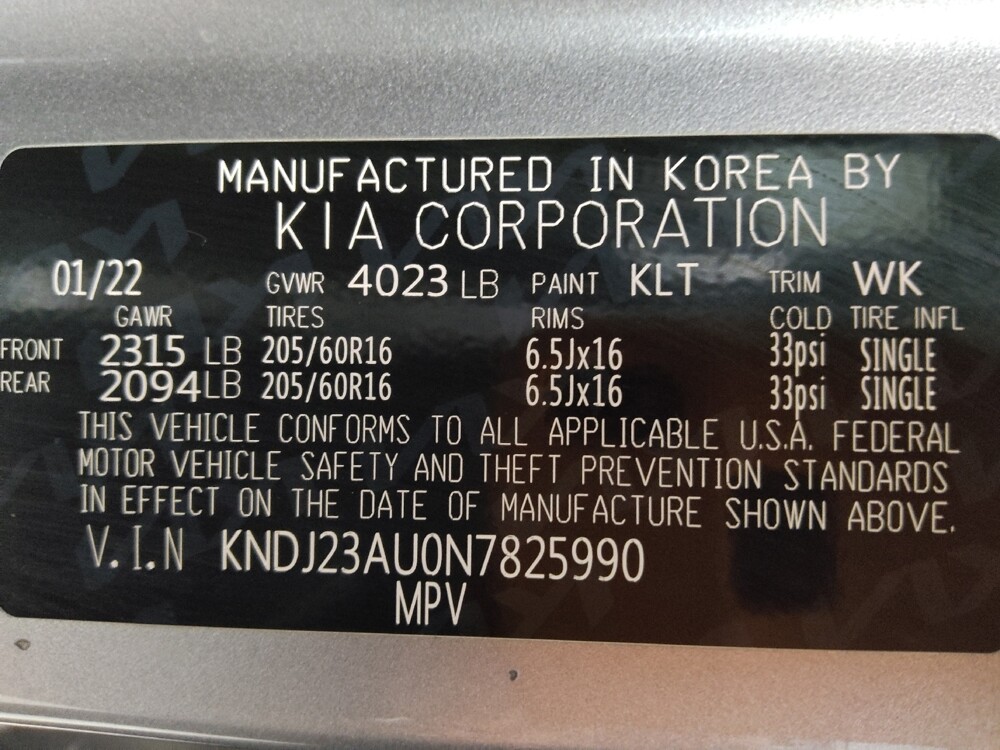 MANUFACTURED IN KOREA BY
KIA CORPORATION
01/22 GVWR 4023 LB PAINT KLT TRIM WK
GAWR TIRES RIMS COLD TIRE INFL
FRONT 2315 LB 205/60R16 6.5Jx16 33psi SINGLE
REAR 2094 LB 205/60R16 6.5Jx16 33psi SINGLE
THIS VEHICLE CONFORMS TO ALL APPLICABLE U.S.A. FEDERAL
MOTOR VEHICLE SAFETY AND THEFT PREVENTION STANDARDS
IN EFFECT ON THE DATE OF MANUFACTURE SHOWN ABOVE.
V.I.N KNDJ23AU0N7825990
MPV